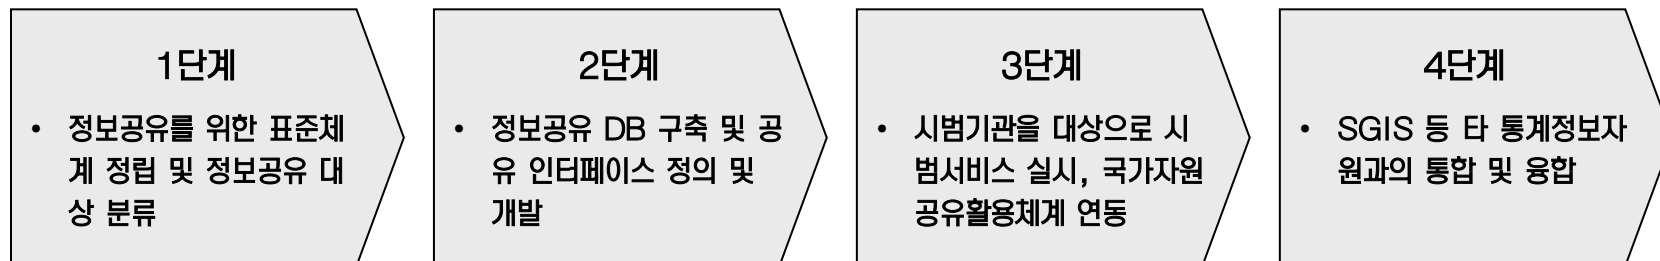 1단계
• 정보공유를 위한 표준체
계 정립 및 정보공유 대
상 분류
2단계
• 정보공유 DB 구축 및 공
유 인터페이스 정의 및
개발
3단계
• 시범기관을 대상으로 시
범서비스 실시, 국가자원
공유활용체계 연동
4단계
• SGIS 등 타 통계정보자
원과의 통합 및 융합